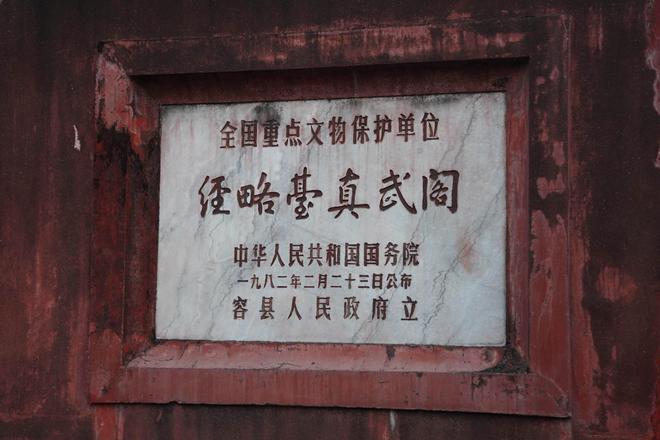 全国重点文物保护单位
经略臺真武阁
中华人民共和国国务院
一九八二年二月二十三日公布
容县人民政府立